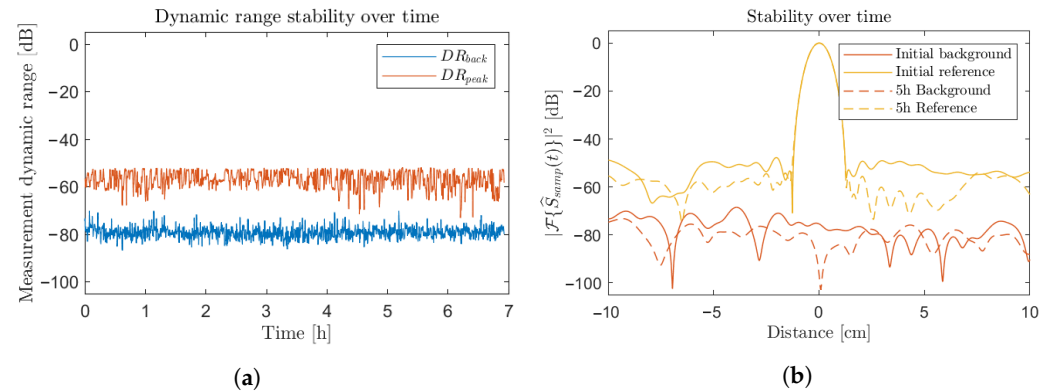 Dynamic range stability over time
Measurement dynamic range [dB]
0
−20
−40
−60
−80
−100
DR_back
DR_peak
0 1 2 3 4 5 6 7
Time [h]
(a)
Stability over time
|ℱ{Ŝ_samp(t)}|² [dB]
0
−20
−40
−60
−80
−100
Initial background
Initial reference
5h Background
5h Reference
−10 −5 0 5 10
Distance [cm]
(b)